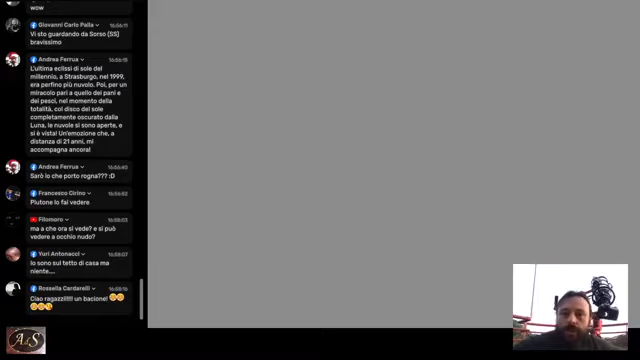 wow
Giovanni Carlo Falà 16:56:11
Vi sto guardando da Sorso (SS)
bravissimo
Andrea Ferrua 16:56:15
L'ultima eclissi di sole del
millennio, a Strasburgo, nel 1999,
era perfino più nuvolo. Poi, per un
miracolo pari a quello dei pani e
dei pesci, nel momento della
totalità, col disco del sole
completamente oscurato dalla
Luna, le nuvole si sono aperte, e
si è vista! Un'emozione che, a
distanza di 21 anni, mi
accompagna ancora!
Andrea Ferrua 16:56:40
Sarò io che porto rogna??? :D
Francesco Cirino 16:56:52
Plutone lo fai vedere
Filomoro 16:58:03
ma a che ora si vede? e si può
vedere a occhio nudo?
Yuri Antonacci 16:58:07
Io sono sul tetto di casa ma
niente....
Rossella Cardarelli 16:58:16
Ciao ragazzi!!!!! un bacione!
AdS